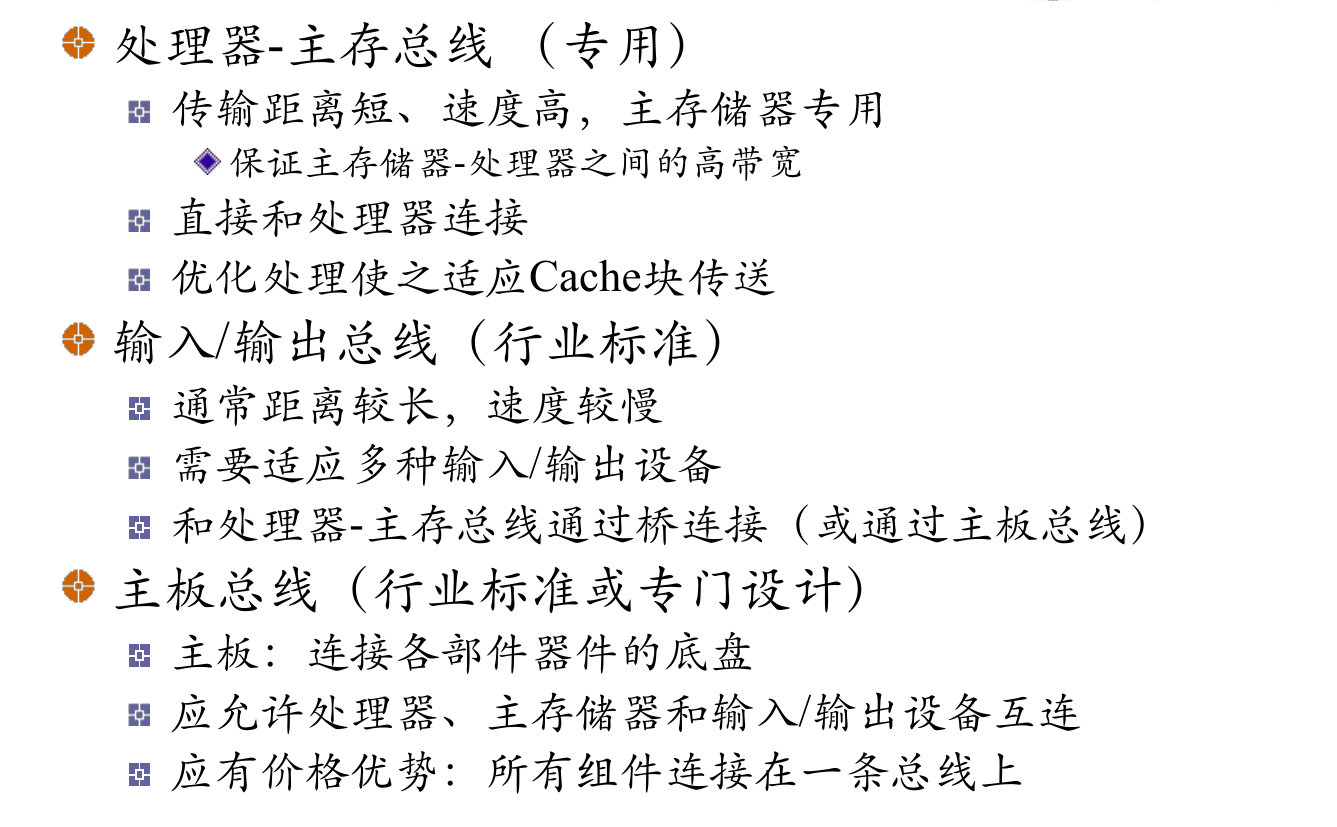 处理器-主存总线 （专用）
传输距离短、速度高，主存储器专用
保证主存储器-处理器之间的高带宽
直接和处理器连接
优化处理使之适应Cache块传送
输入/输出总线（行业标准）
通常距离较长，速度较慢
需要适应多种输入/输出设备
和处理器-主存总线通过桥连接（或通过主板总线）
主板总线（行业标准或专门设计）
主板：连接各部件器件的底盘
应允许处理器、主存储器和输入/输出设备互连
应有价格优势：所有组件连接在一条总线上